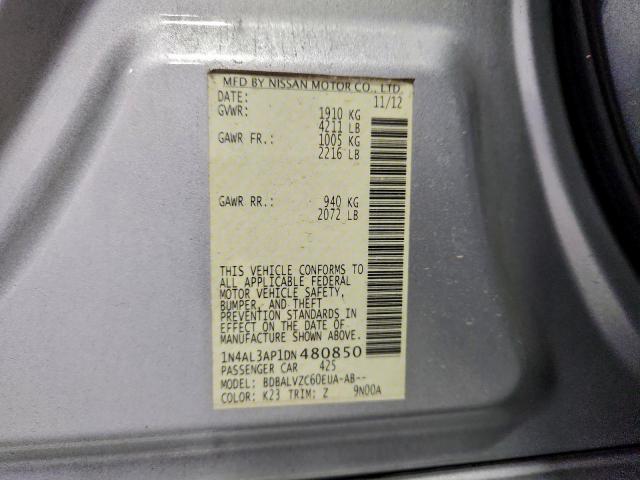 MFD BY NISSAN MOTOR CO., LTD.
DATE: 11/12
GVWR: 1910 KG
4211 LB
GAWR FR.: 1005 KG
2216 LB
GAWR RR.: 940 KG
2072 LB
THIS VEHICLE CONFORMS TO
ALL APPLICABLE FEDERAL
MOTOR VEHICLE SAFETY,
BUMPER, AND THEFT
PREVENTION STANDARDS IN
EFFECT ON THE DATE OF
MANUFACTURE SHOWN ABOVE.
1N4AL3AP1DN480850
PASSENGER CAR 425
MODEL: BDBALVZC60EUA-AB--
COLOR: K23 TRIM: Z 9N00A